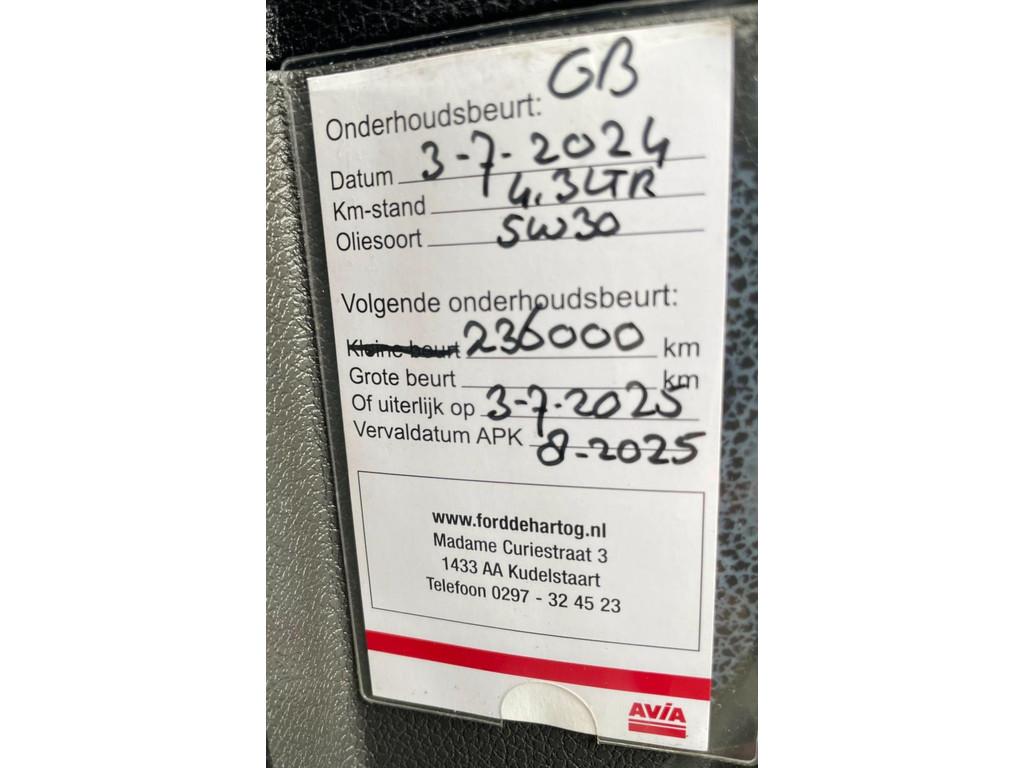 Onderhoudsbeurt: GB
Datum 3-7-2024
Km-stand 4.3LTR
Oliesoort 5W30
Volgende onderhoudsbeurt:
Kleine beurt 236000 km
Grote beurt km
Of uiterlijk op 3-7-2025
Vervaldatum APK 8-2025
www.forddehartog.nl
Madame Curiestraat 3
1433 AA Kudelstaart
Telefoon 0297 - 32 45 23
AVIA